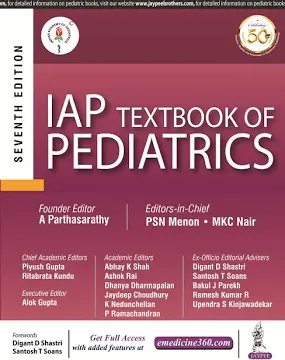 m, for detailed information on pediatric books, visit our website www.jaypeebrothers.com, for detailed information on pediatric books
Celebrating
50
SEVENTH EDITION
IAP TEXTBOOK OF
PEDIATRICS
Founder Editor
A Parthasarathy
Editors-in-Chief
PSN Menon • MKC Nair
Chief Academic Editors
Piyush Gupta
Ritabrata Kundu
Executive Editor
Alok Gupta
Academic Editors
Abhay K Shah
Ashok Rai
Dhanya Dharmapalan
Jaydeep Choudhury
K Nedunchelian
P Ramachandran
Ex-Officio Editorial Advisers
Digant D Shastri
Santosh T Soans
Bakul J Parekh
Remesh Kumar R
Upendra S Kinjawadekar
Forewords
Digant D Shastri
Santosh T Soans
Get Full Access
with added features at
emedicine360.com
JAYPEE